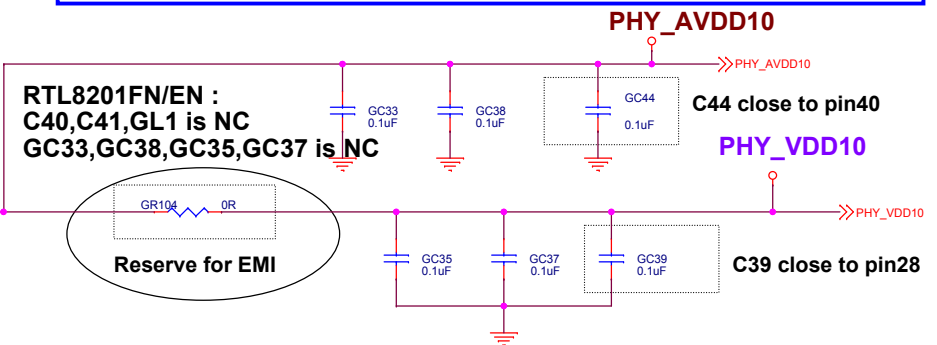 PHY_AVDD10
PHY_AVDD10
RTL8201FN/EN :
C40,C41,GL1 is NC
GC33,GC38,GC35,GC37 is NC
GC33
0.1uF
GC38
0.1uF
GC44
0.1uF
C44 close to pin40
PHY_VDD10
GR104
0R
PHY_VDD10
Reserve for EMI
GC35
0.1uF
GC37
0.1uF
GC39
0.1uF
C39 close to pin28